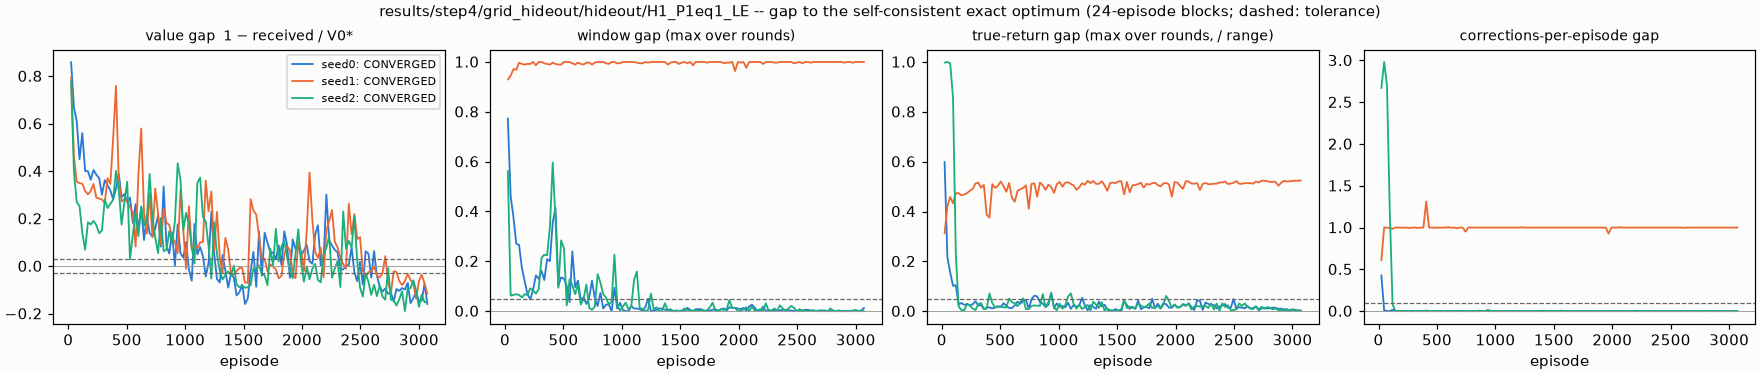 results/step4/grid_hideout/hideout/H1_P1eq1_LE -- gap to the self-consistent exact optimum (24-episode blocks; dashed: tolerance)
value gap 1 − received / V0*
0.8
0.6
0.4
0.2
0.0
−0.2
seed0: CONVERGED
seed1: CONVERGED
seed2: CONVERGED
0 500 1000 1500 2000 2500 3000
episode
window gap (max over rounds)
1.0
0.8
0.6
0.4
0.2
0.0
0 500 1000 1500 2000 2500 3000
episode
true-return gap (max over rounds, / range)
1.0
0.8
0.6
0.4
0.2
0.0
0 500 1000 1500 2000 2500 3000
episode
corrections-per-episode gap
3.0
2.5
2.0
1.5
1.0
0.5
0.0
0 500 1000 1500 2000 2500 3000
episode